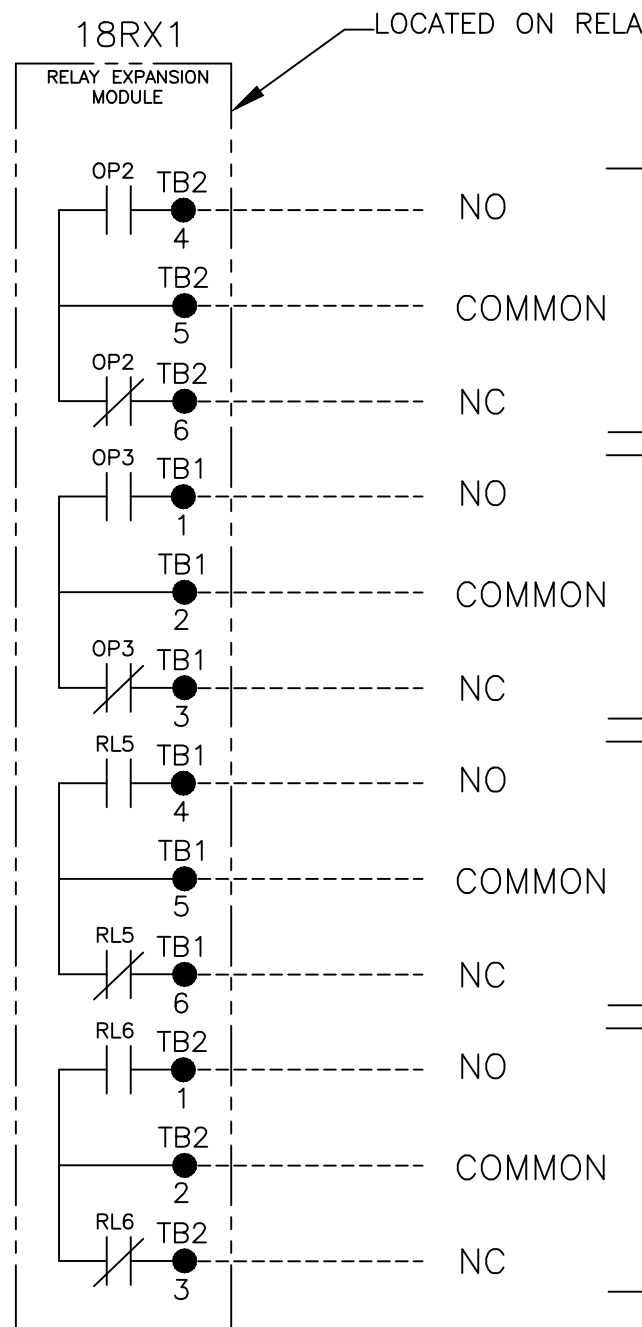 18RX1
LOCATED ON RELA
RELAY EXPANSION
MODULE
OP2 TB2 NO
4
TB2 COMMON
5
OP2 TB2 NC
6
OP3 TB1 NO
1
TB1 COMMON
2
OP3 TB1 NC
3
RL5 TB1 NO
4
TB1 COMMON
5
RL5 TB1 NC
6
RL6 TB2 NO
1
TB2 COMMON
2
RL6 TB2 NC
3